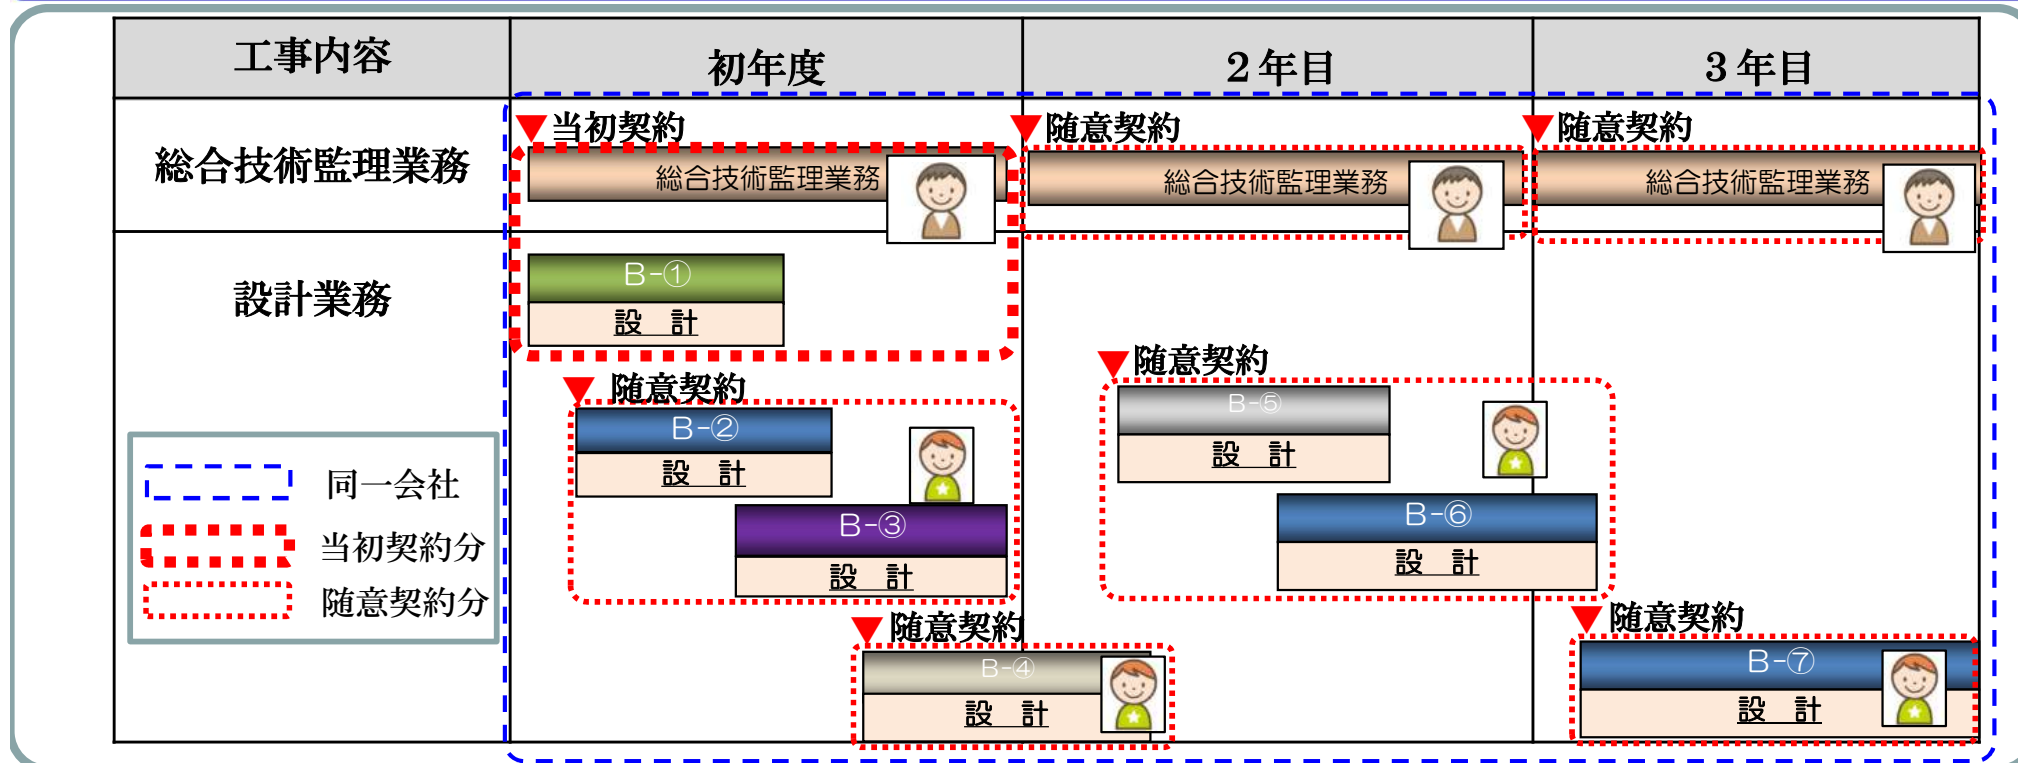 工事内容
初年度
２年目
３年目
総合技術監理業務
当初契約
総合技術監理業務
随意契約
総合技術監理業務
随意契約
総合技術監理業務
設計業務
B-①
設　計
随意契約
B-②
設　計
B-③
設　計
随意契約
B-④
設　計
随意契約
B-⑤
設　計
B-⑥
設　計
随意契約
B-⑦
設　計
同一会社
当初契約分
随意契約分